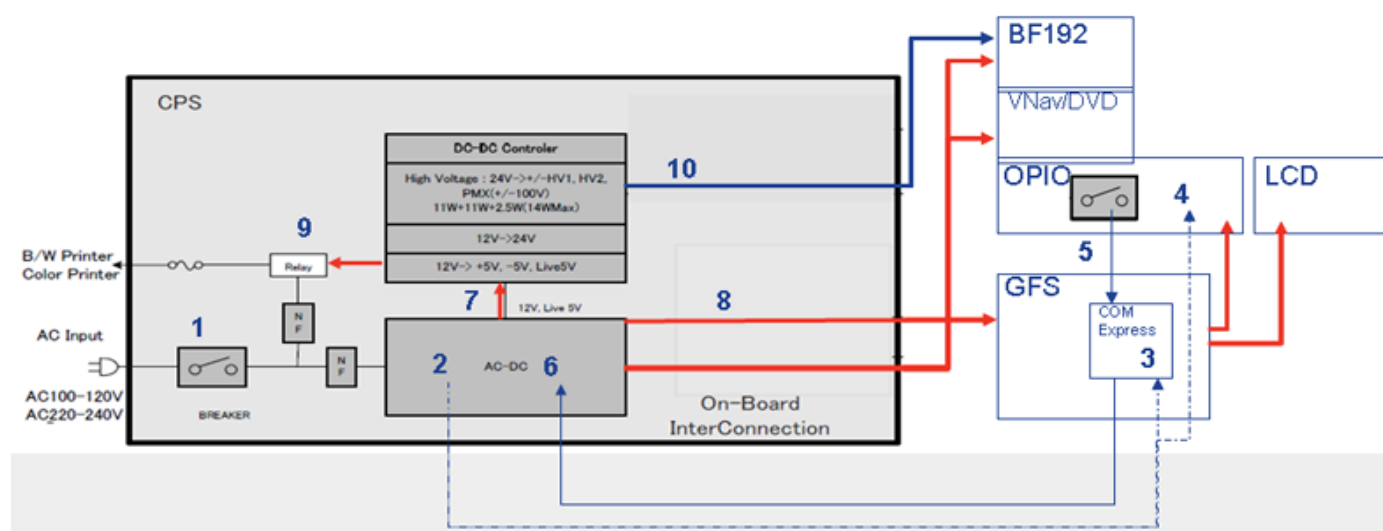 BF192
VNav/DVD
OPIO
4
LCD
CPS
DC-DC Controler
High Voltage : 24V->+/-HV1, HV2,
PMX(+/-100V)
11W+11W+2.5W(14WMax)
12V->24V
12V-> +5V, -5V, Live5V
10
9
Relay
B/W Printer
Color Printer
7
12V, Live 5V
8
5
GFS
COM
Express
3
N
F
AC Input
1
N
F
2
AC-DC
6
AC100-120V
AC220-240V
BREAKER
On-Board
InterConnection